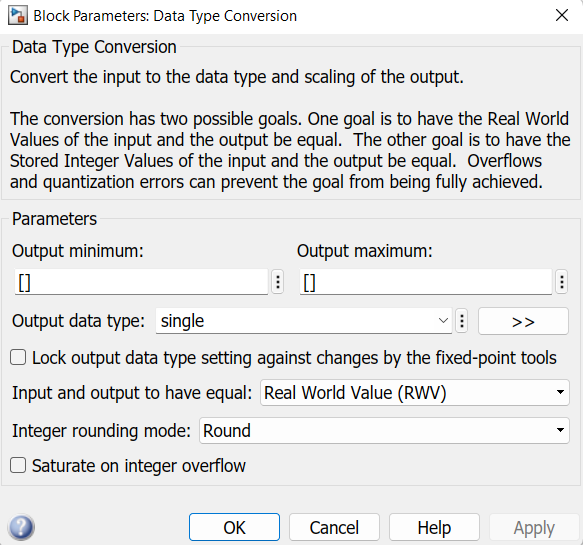 Block Parameters: Data Type Conversion
Data Type Conversion
Convert the input to the data type and scaling of the output.
The conversion has two possible goals. One goal is to have the Real World
Values of the input and the output be equal.  The other goal is to have the
Stored Integer Values of the input and the output be equal.  Overflows
and quantization errors can prevent the goal from being fully achieved.
Parameters
Output minimum: Output maximum:
[] []
Output data type: single >>
Lock output data type setting against changes by the fixed-point tools
Input and output to have equal: Real World Value (RWV)
Integer rounding mode: Round
Saturate on integer overflow
? OK Cancel Help Apply